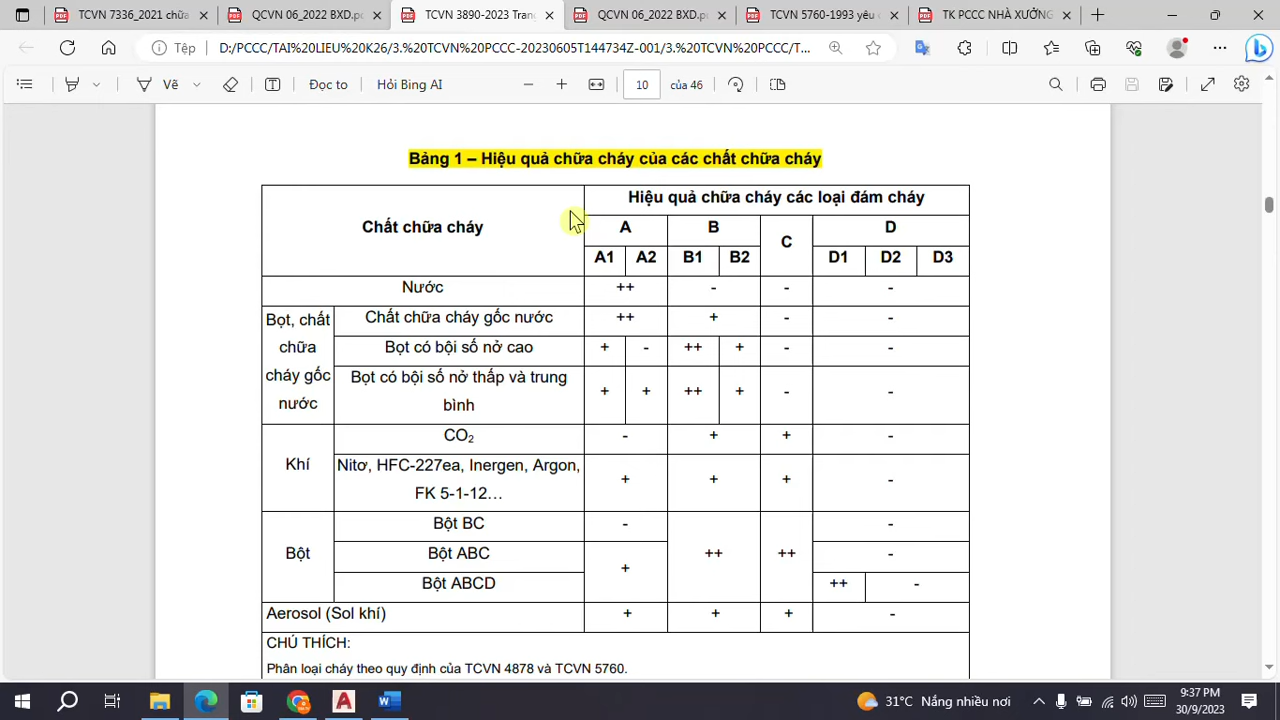 TCVN 7336_2021 chữa
QCVN 06_2022 BXD.pd
TCVN 3890-2023 Trang
QCVN 06_2022 BXD.pd
TCVN 5760-1993 yêu c
TK PCCC NHÀ XƯỞNG
Tệp
D:/PCCC/TAI%20LIEU%20K26/3.%20TCVN%20PCCC-20230605T144734Z-001/3.%20TCVN%20PCCC/T...
Vẽ
Đọc to
Hỏi Bing AI
10
của 46
Bảng 1 – Hiệu quả chữa cháy của các chất chữa cháy
Chất chữa cháy
Hiệu quả chữa cháy các loại đám cháy
A B C D
A1 A2 B1 B2 D1 D2 D3
Nước ++ - - -
Bọt, chất chữa cháy gốc nước
Chất chữa cháy gốc nước ++ + - -
Bọt có bội số nở cao + - ++ + - -
Bọt có bội số nở thấp và trung bình + + ++ + - -
Khí
CO₂ - + + -
Nitơ, HFC-227ea, Inergen, Argon, FK 5-1-12… + + + -
Bột
Bột BC - -
Bột ABC + ++ ++ -
Bột ABCD ++ -
Aerosol (Sol khí) + + + -
CHÚ THÍCH:
Phân loại cháy theo quy định của TCVN 4878 và TCVN 5760.
31°C Nắng nhiều nơi
9:37 PM
30/9/2023